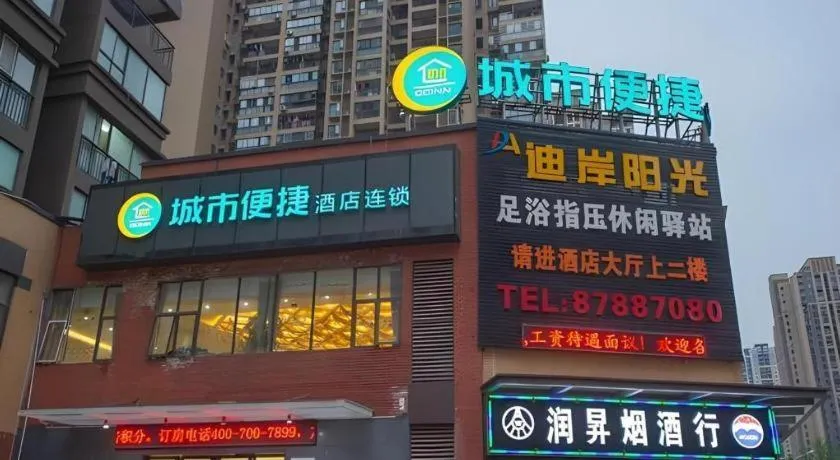 城市便捷
城市便捷 酒店连锁
迪岸阳光
足浴指压休闲驿站
请进酒店大厅上二楼
TEL:87887080
工资待遇面议! 欢迎
积分。订房电话400-700-7899,
润昇烟酒行